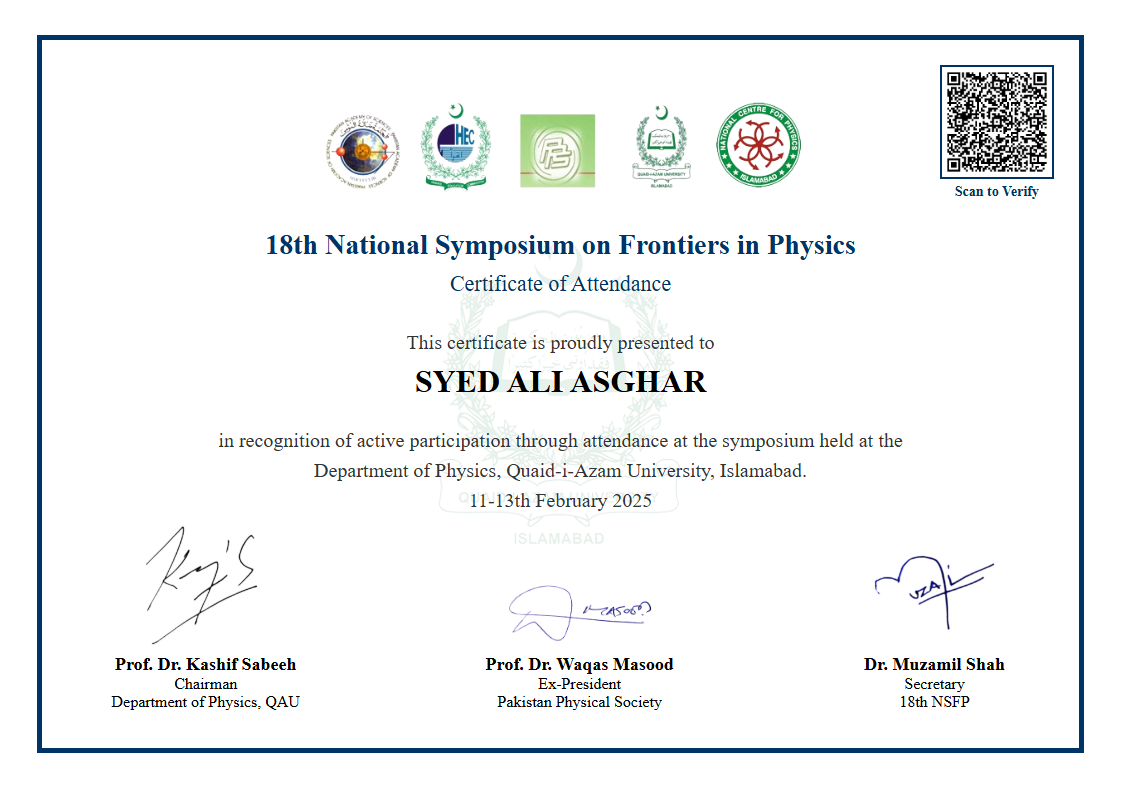 HEC
PPS
QUAID-I-AZAM UNIVERSITY
ISLAMABAD
NATIONAL CENTRE FOR PHYSICS
ISLAMABAD
Scan to Verify
18th National Symposium on Frontiers in Physics
Certificate of Attendance
This certificate is proudly presented to
SYED ALI ASGHAR
in recognition of active participation through attendance at the symposium held at the
Department of Physics, Quaid-i-Azam University, Islamabad.
11-13th February 2025
ISLAMABAD
Prof. Dr. Kashif Sabeeh
Chairman
Department of Physics, QAU
Prof. Dr. Waqas Masood
Ex-President
Pakistan Physical Society
Dr. Muzamil Shah
Secretary
18th NSFP